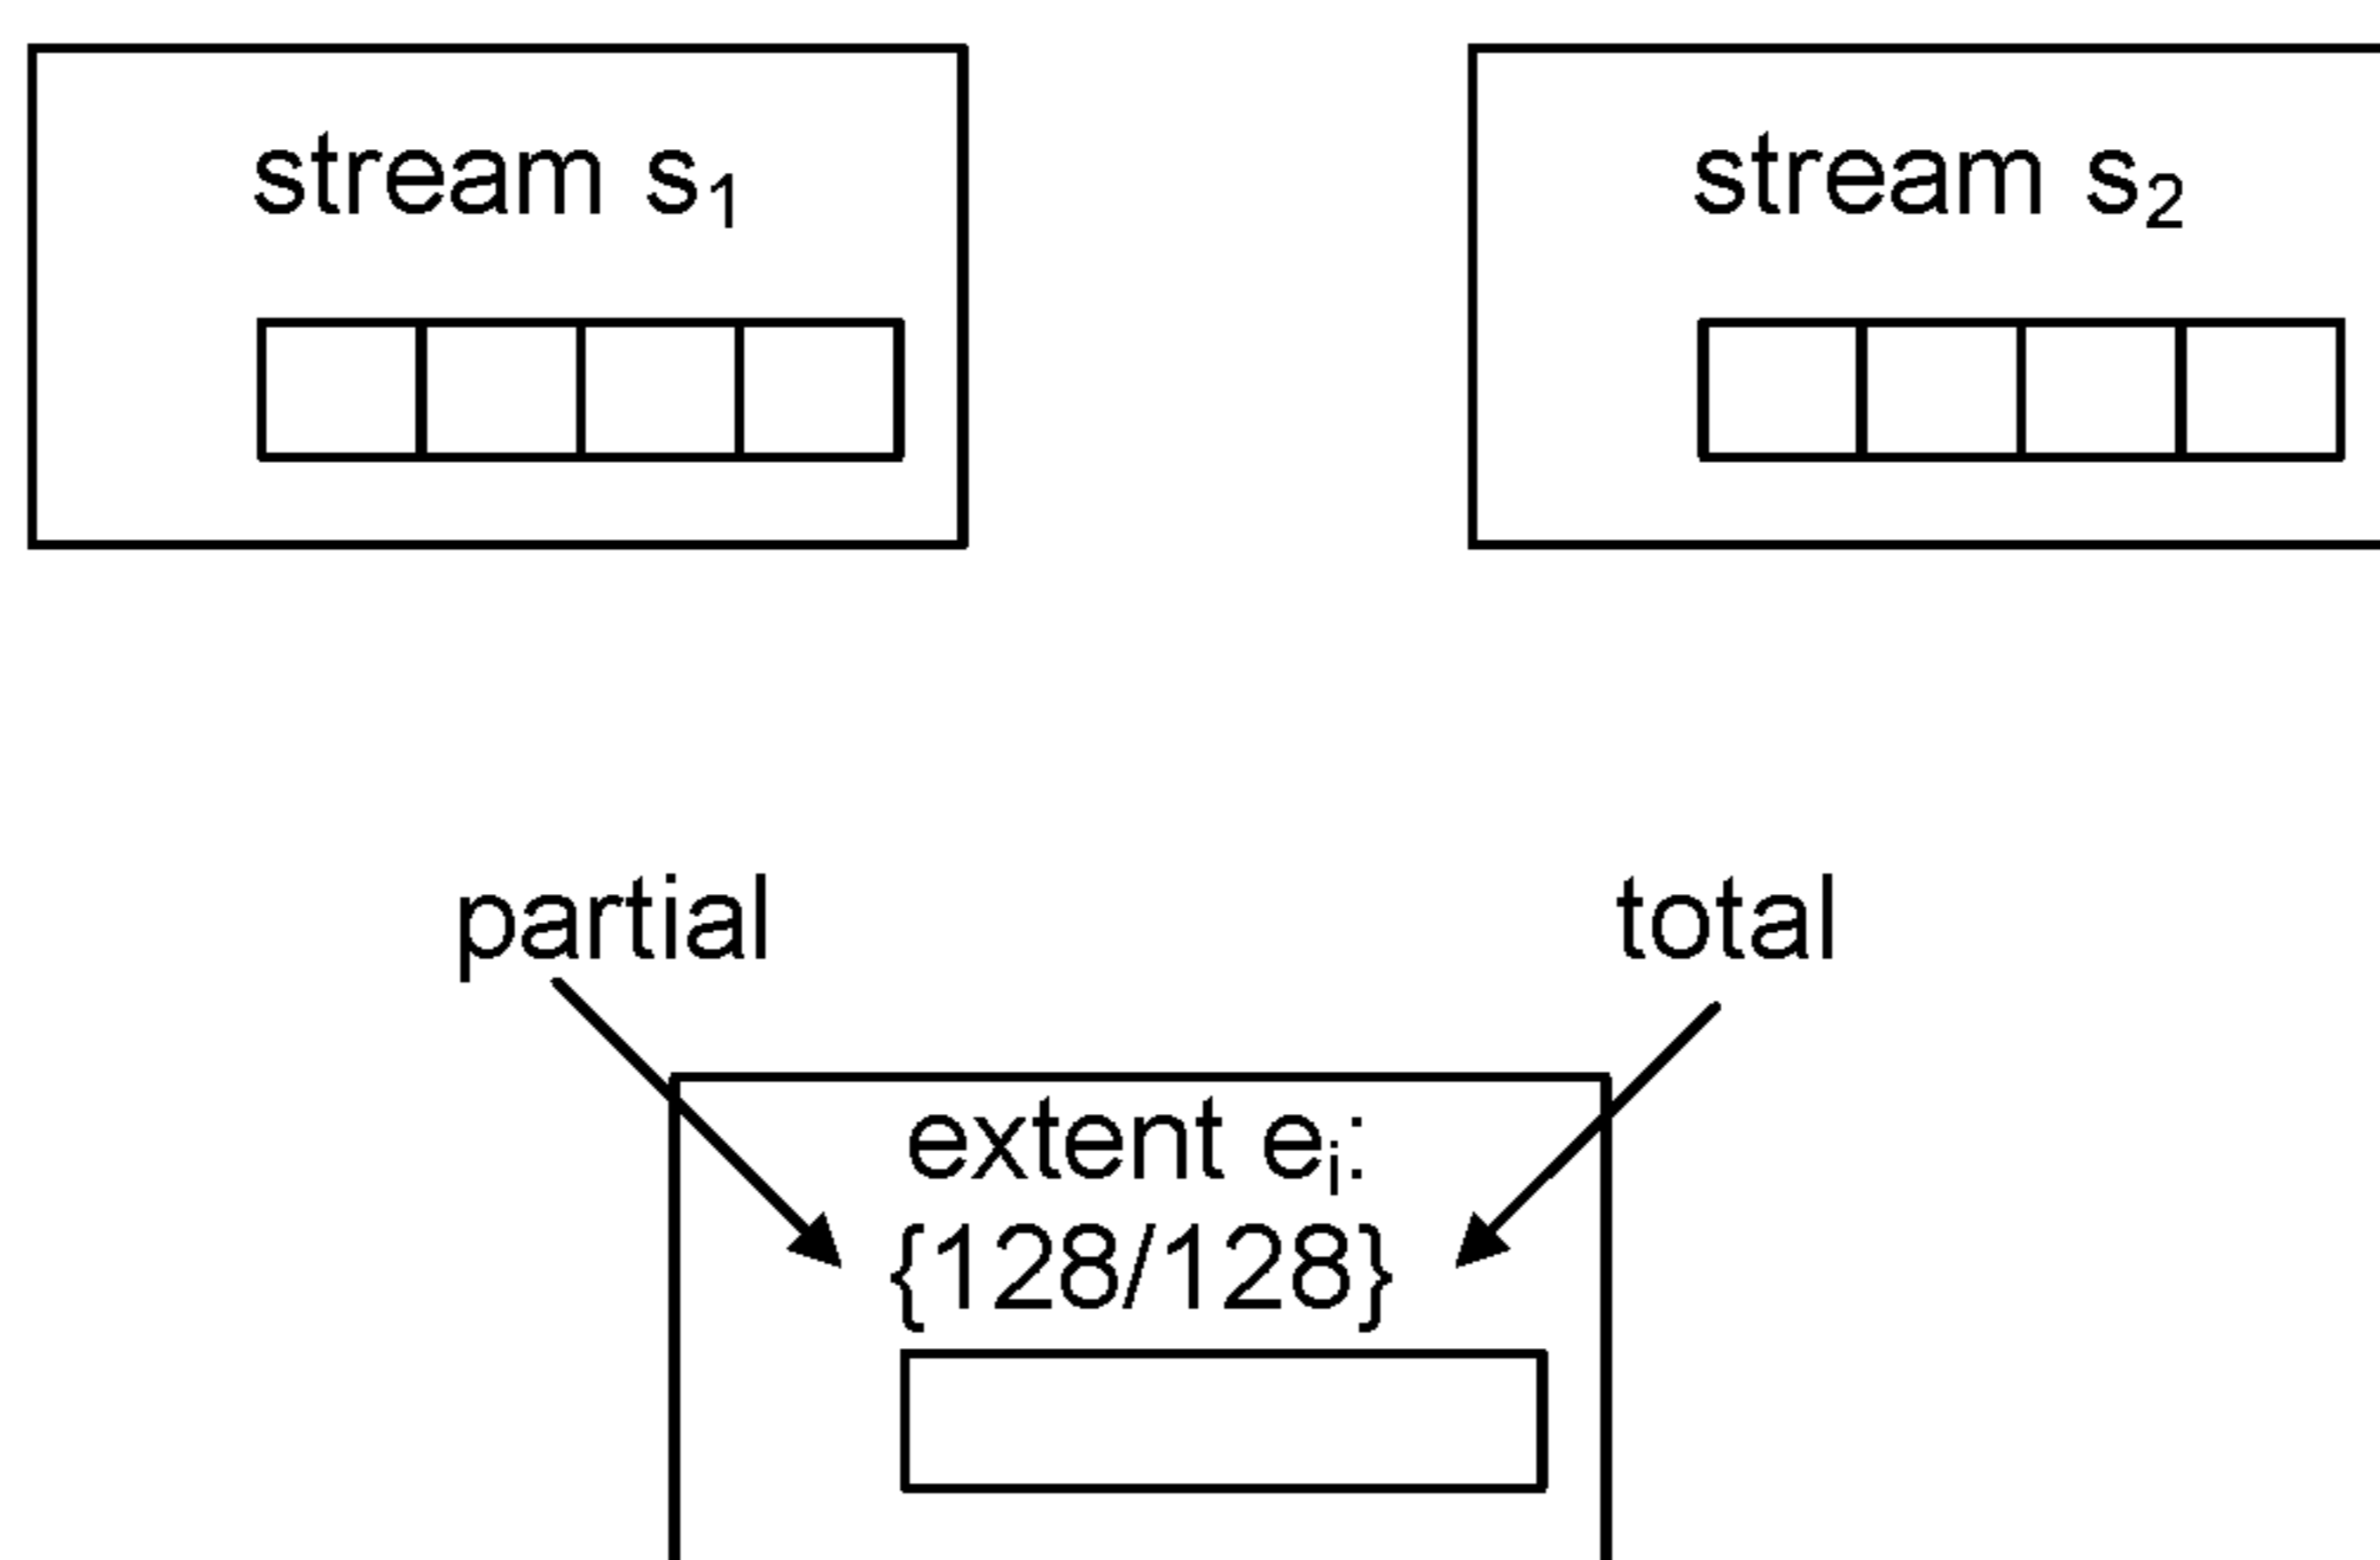 stream s₁
stream s₂
partial
total
extent eᵢ:
{128/128}